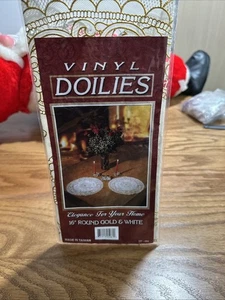 VINYL
DOILIES
Elegance For Your Home
16" ROUND GOLD & WHITE
MADE IN TAIWAN